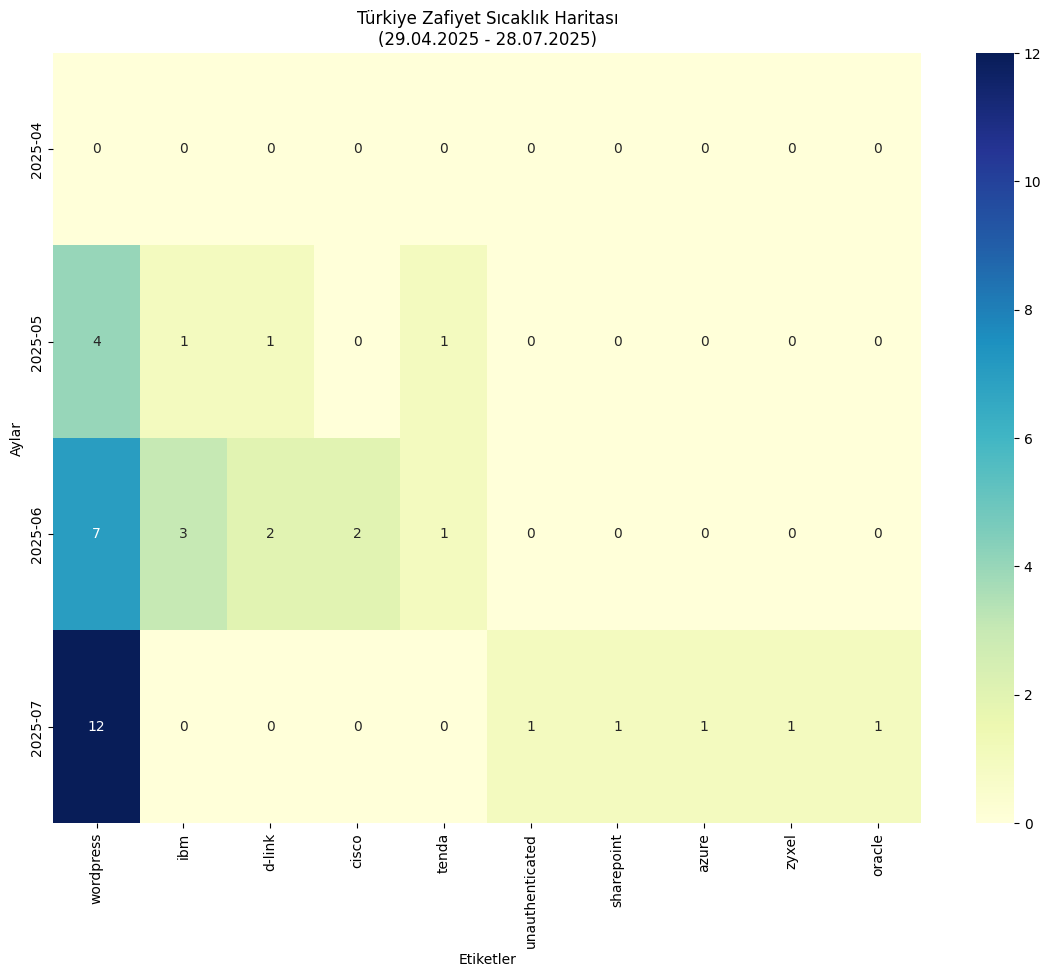 Türkiye Zafiyet Sıcaklık Haritası
(29.04.2025 - 28.07.2025)
12
10
8
6
4
2
0
Aylar
2025-04
0 0 0 0 0 0 0 0 0 0
2025-05
4 1 1 0 1 0 0 0 0 0
2025-06
7 3 2 2 1 0 0 0 0 0
2025-07
12 0 0 0 0 1 1 1 1 1
wordpress
ibm
d-link
cisco
tenda
unauthenticated
sharepoint
azure
zyxel
oracle
Etiketler